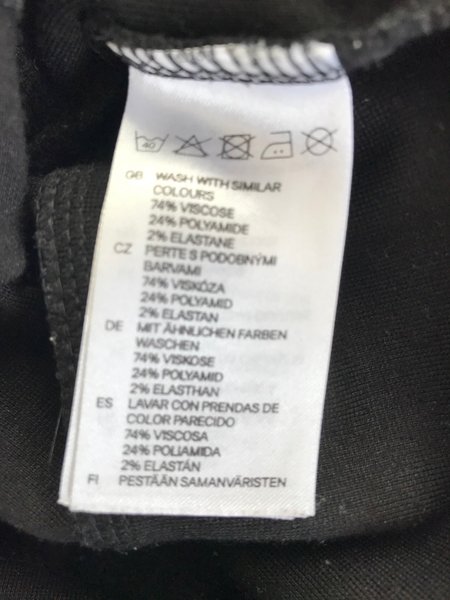 40
GB WASH WITH SIMILAR
COLOURS
74% VISCOSE
24% POLYAMIDE
2% ELASTANE
CZ PERTE S PODOBNÝMI
BARVAMI
74% VISKÓZA
24% POLYAMID
2% ELASTAN
DE MIT ÄHNLICHEN FARBEN
WASCHEN
74% VISKOSE
24% POLYAMID
2% ELASTHAN
ES LAVAR CON PRENDAS DE
COLOR PARECIDO
74% VISCOSA
24% POLIAMIDA
2% ELASTÁN
FI PESTÄÄN SAMANVÄRISTEN